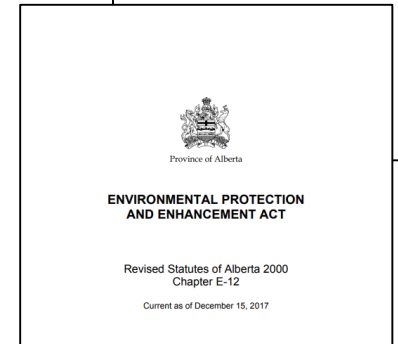 Province of Alberta
ENVIRONMENTAL PROTECTION
AND ENHANCEMENT ACT
Revised Statutes of Alberta 2000
Chapter E-12
Current as of December 15, 2017